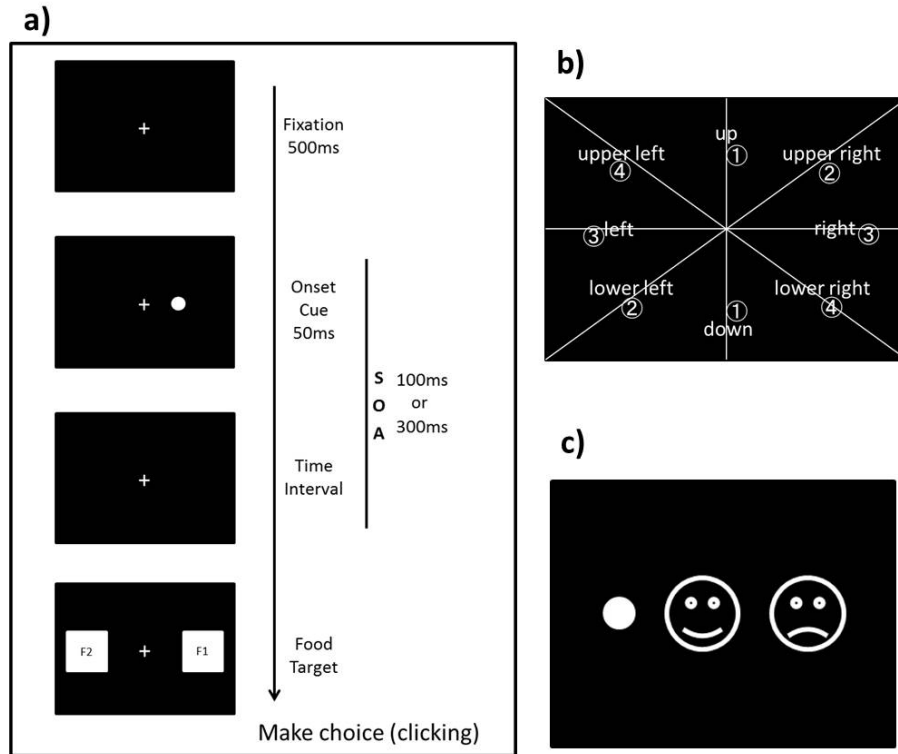 a)
Fixation
500ms
Onset
Cue
50ms
S
O
A
100ms
or
300ms
Time
Interval
F2
F1
Food
Target
Make choice (clicking)
b)
up
①
upper left
④
upper right
②
③left
right③
lower left
②
lower right
④
①
down
c)